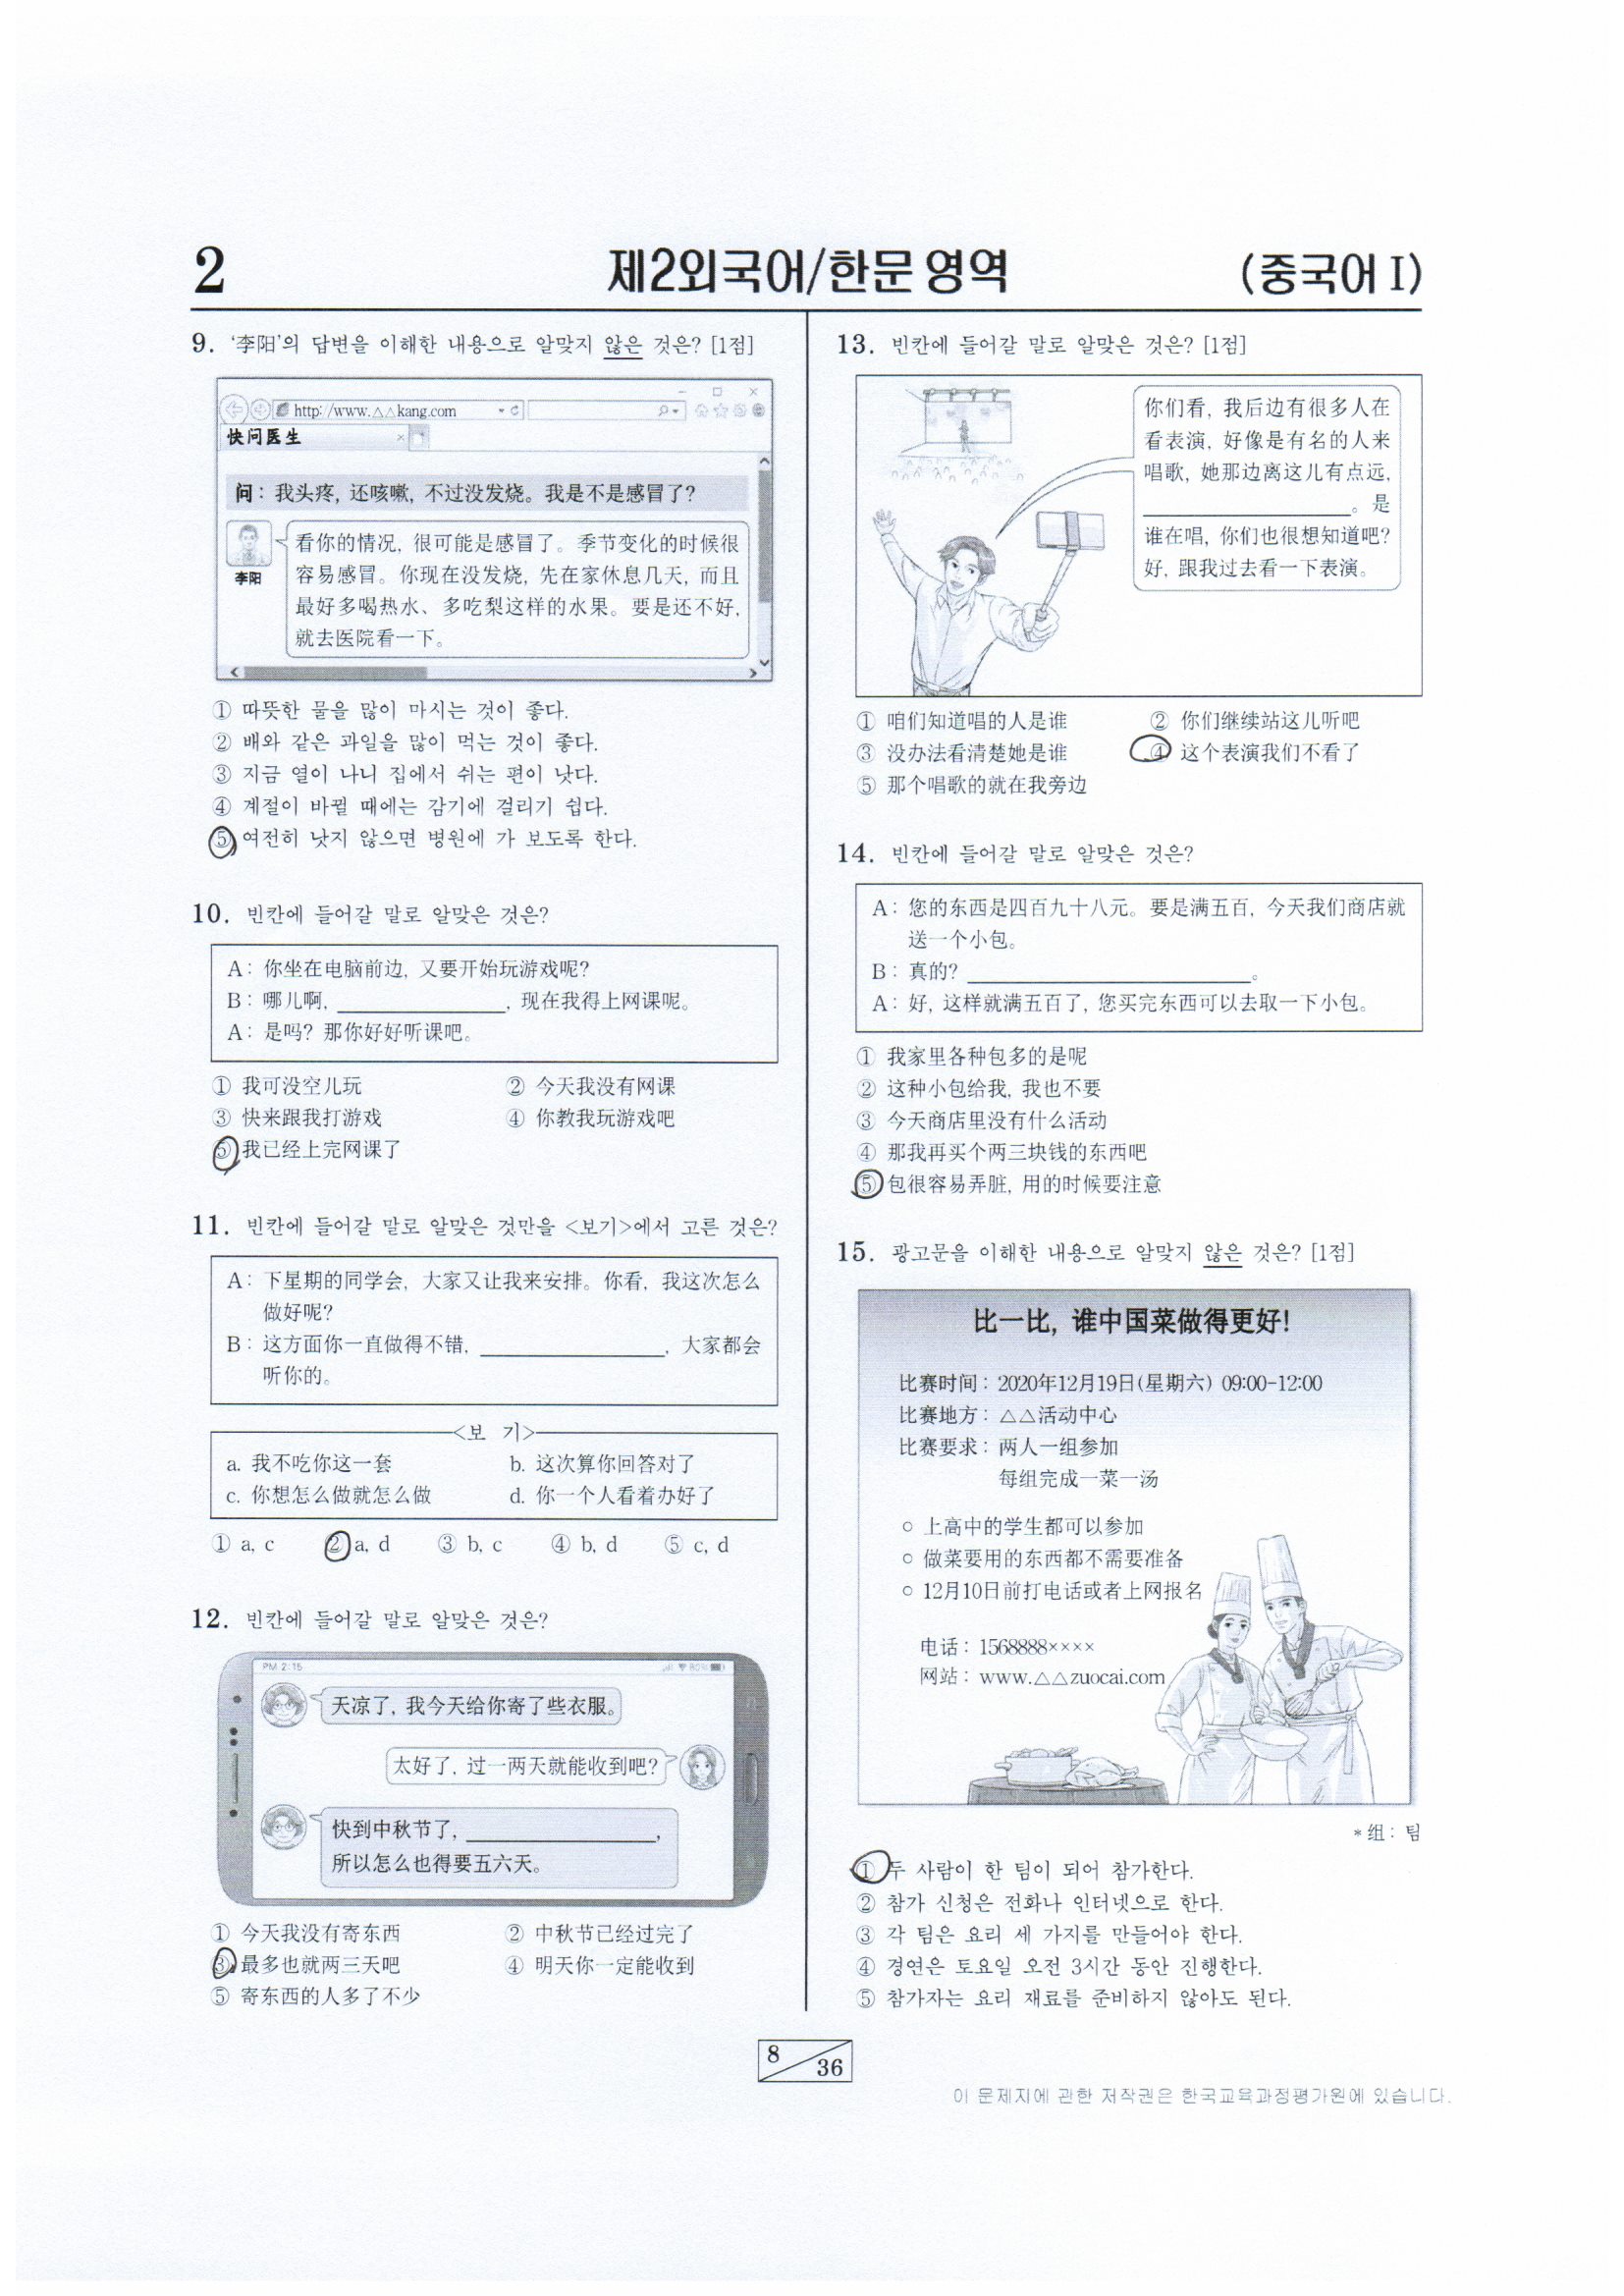 2
제2외국어/한문 영역
(중국어 I)
9. '李阳'의 답변을 이해한 내용으로 알맞지 않은 것은? [1점]
http://www.△△kang.com
快问医生
问: 我头疼, 还咳嗽, 不过没发烧。我是不是感冒了?
李阳
看你的情况, 很可能是感冒了。季节变化的时候很
容易感冒。你现在没发烧, 先在家休息几天, 而且
最好多喝热水、多吃梨这样的水果。要是还不好,
就去医院看一下。
① 따뜻한 물을 많이 마시는 것이 좋다.
② 배와 같은 과일을 많이 먹는 것이 좋다.
③ 지금 열이 나니 집에서 쉬는 편이 낫다.
④ 계절이 바뀔 때에는 감기에 걸리기 쉽다.
⑤ 여전히 낫지 않으면 병원에 가 보도록 한다.
10. 빈칸에 들어갈 말로 알맞은 것은?
A: 你坐在电脑前边, 又要开始玩游戏呢?
B: 哪儿啊, ________, 现在我得上网课呢。
A: 是吗? 那你好好听课吧。
① 我可没空儿玩 ② 今天我没有网课
③ 快来跟我打游戏 ④ 你教我玩游戏吧
⑤ 我已经上完网课了
11. 빈칸에 들어갈 말로 알맞은 것만을 <보기>에서 고른 것은?
A: 下星期的同学会, 大家又让我来安排。你看, 我这次怎么
做好呢?
B: 这方面你一直做得不错, ________, 大家都会
听你的。
<보 기>
a. 我不吃你这一套 b. 这次算你回答对了
c. 你想怎么做就怎么做 d. 你一个人看着办好了
① a, c ② a, d ③ b, c ④ b, d ⑤ c, d
12. 빈칸에 들어갈 말로 알맞은 것은?
PM 2:15 80%
天凉了, 我今天给你寄了些衣服。
太好了, 过一两天就能收到吧?
快到中秋节了, ________,
所以怎么也得要五六天。
① 今天我没有寄东西 ② 中秋节已经过完了
③ 最多也就两三天吧 ④ 明天你一定能收到
⑤ 寄东西的人多了不少
13. 빈칸에 들어갈 말로 알맞은 것은? [1점]
你们看, 我后边有很多人在
看表演, 好像是有名的人来
唱歌, 她那边离这儿有点远,
________。是
谁在唱, 你们也很想知道吧?
好, 跟我过去看一下表演。
① 咱们知道唱的人是谁 ② 你们继续站这儿听吧
③ 没办法看清楚她是谁 ④ 这个表演我们不看了
⑤ 那个唱歌的就在我旁边
14. 빈칸에 들어갈 말로 알맞은 것은?
A: 您的东西是四百九十八元。要是满五百, 今天我们商店就
送一个小包。
B: 真的? ________。
A: 好, 这样就满五百了, 您买完东西可以去取一下小包。
① 我家里各种包多的是呢
② 这种小包给我, 我也不要
③ 今天商店里没有什么活动
④ 那我再买个两三块钱的东西吧
⑤ 包很容易弄脏, 用的时候要注意
15. 광고문을 이해한 내용으로 알맞지 않은 것은? [1점]
比一比, 谁中国菜做得更好!
比赛时间: 2020年12月19日(星期六) 09:00-12:00
比赛地方: △△活动中心
比赛要求: 两人一组参加
每组完成一菜一汤
○ 上高中的学生都可以参加
○ 做菜要用的东西都不需要准备
○ 12月10日前打电话或者上网报名
电话: 1568888××××
网站: www.△△zuocai.com
*组: 팀
① 두 사람이 한 팀이 되어 참가한다.
② 참가 신청은 전화나 인터넷으로 한다.
③ 각 팀은 요리 세 가지를 만들어야 한다.
④ 경연은 토요일 오전 3시간 동안 진행한다.
⑤ 참가자는 요리 재료를 준비하지 않아도 된다.
8
36
이 문제지에 관한 저작권은 한국교육과정평가원에 있습니다.